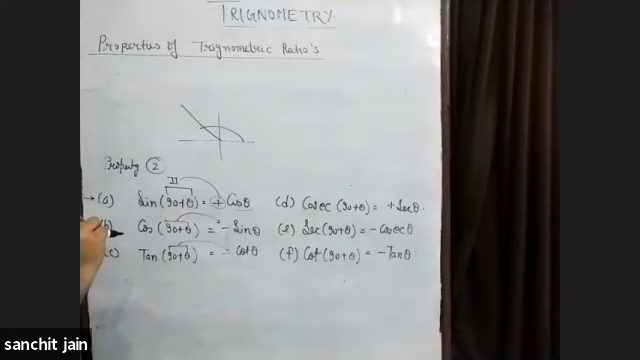 TRIGNOMETRY.
Properties of Trignometric Ratio's
Property 2
II
→ (a) Sin (90+θ) = + Cosθ (d) Cosec (90+θ) = + Secθ.
(b) Cos (90+θ) = - Sinθ (e) Sec (90+θ) = - cosecθ
(c) Tan (90+θ) = - cotθ. (f) Cot (90+θ) = - Tanθ
sanchit jain